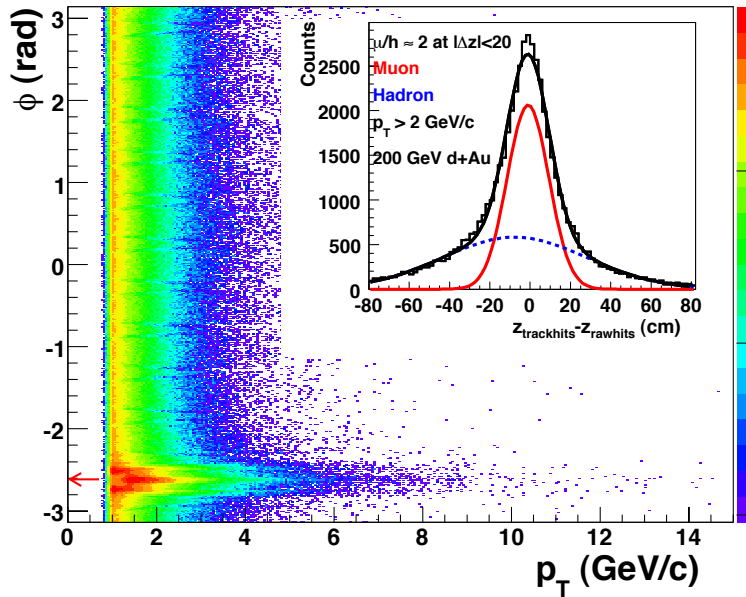 ϕ (rad)
3
2
1
0
-1
-2
-3
0 2 4 6 8 10 12 14
p_T (GeV/c)
Counts
2500
2000
1500
1000
500
0
μ/h ≈ 2 at |Δz|<20
Muon
Hadron
p_T > 2 GeV/c
200 GeV d+Au
-80 -60 -40 -20 0 20 40 60 80
z_trackhits-z_rawhits (cm)